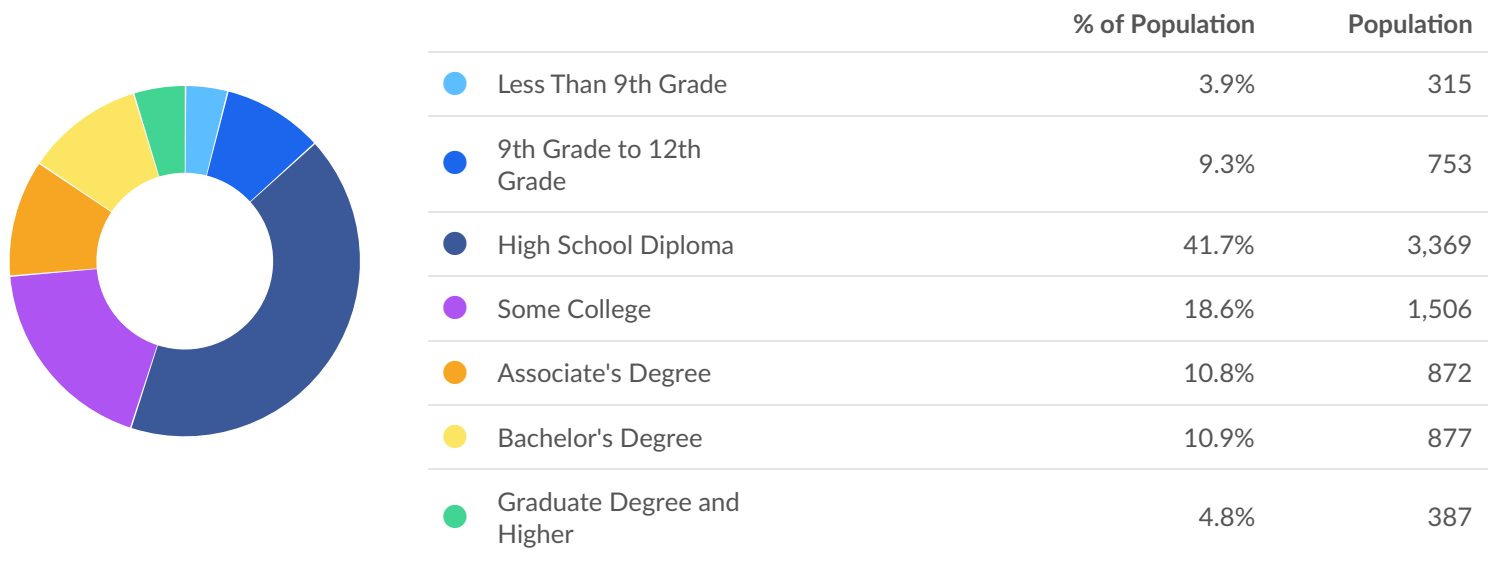 % of Population Population
Less Than 9th Grade 3.9% 315
9th Grade to 12th
Grade 9.3% 753
High School Diploma 41.7% 3,369
Some College 18.6% 1,506
Associate's Degree 10.8% 872
Bachelor's Degree 10.9% 877
Graduate Degree and
Higher 4.8% 387